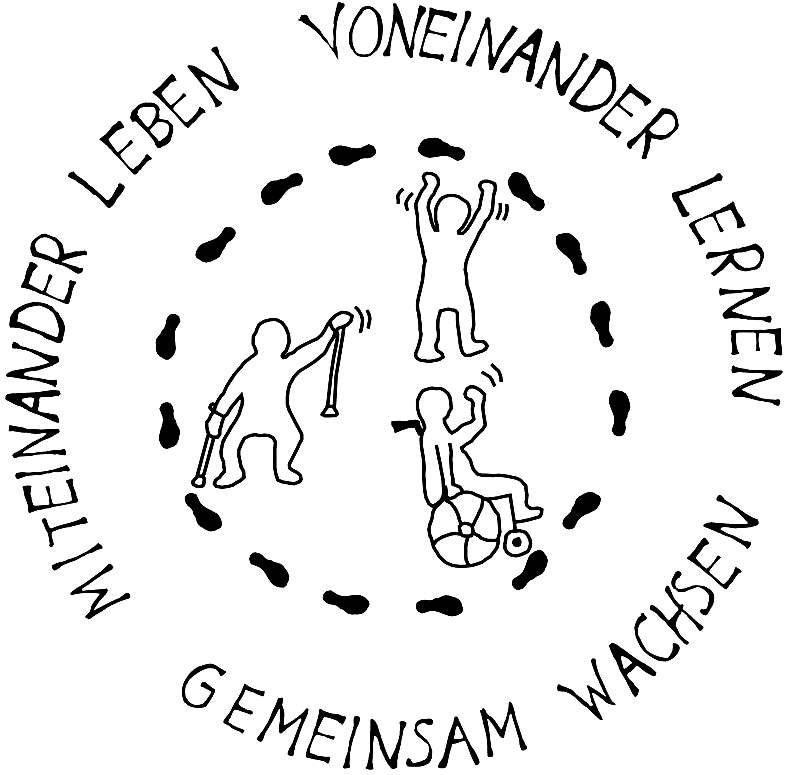 MITEINANDER LEBEN
VONEINANDER LERNEN
GEMEINSAM WACHSEN